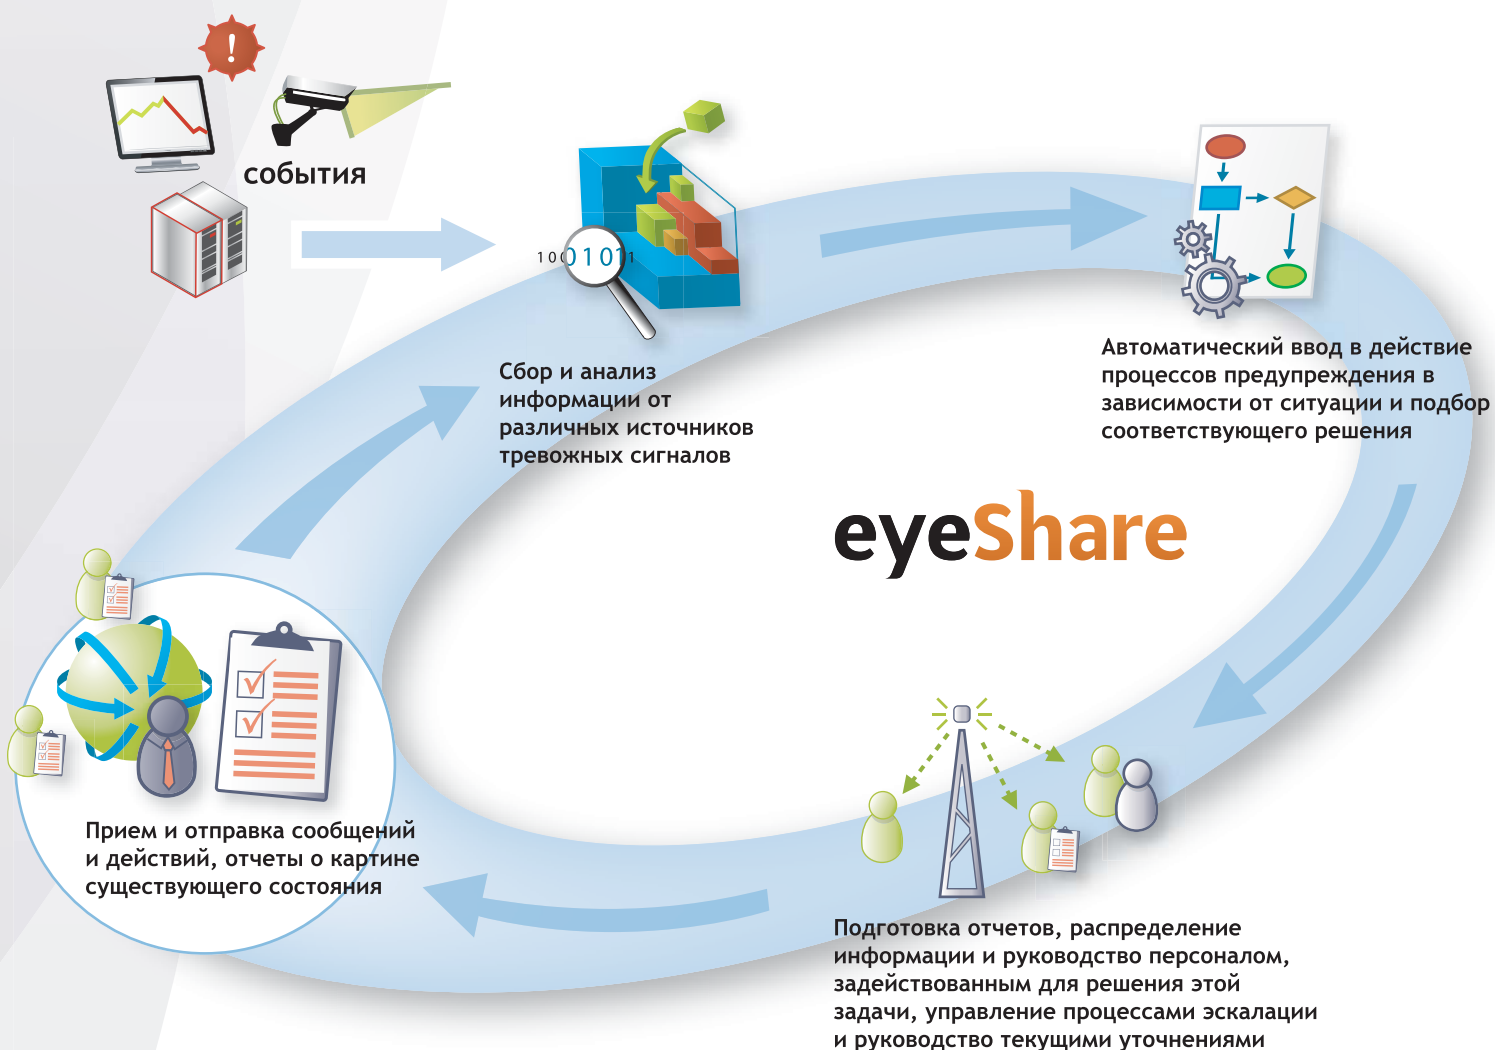 !
события
10001011
Сбор и анализ
информации от
различных источников
тревожных сигналов
Автоматический ввод в действие
процессов предупреждения в
зависимости от ситуации и подбор
соответствующего решения
eyeShare
Прием и отправка сообщений
и действий, отчеты о картине
существующего состояния
Подготовка отчетов, распределение
информации и руководство персоналом,
задействованным для решения этой
задачи, управление процессами эскалации
и руководство текущими уточнениями